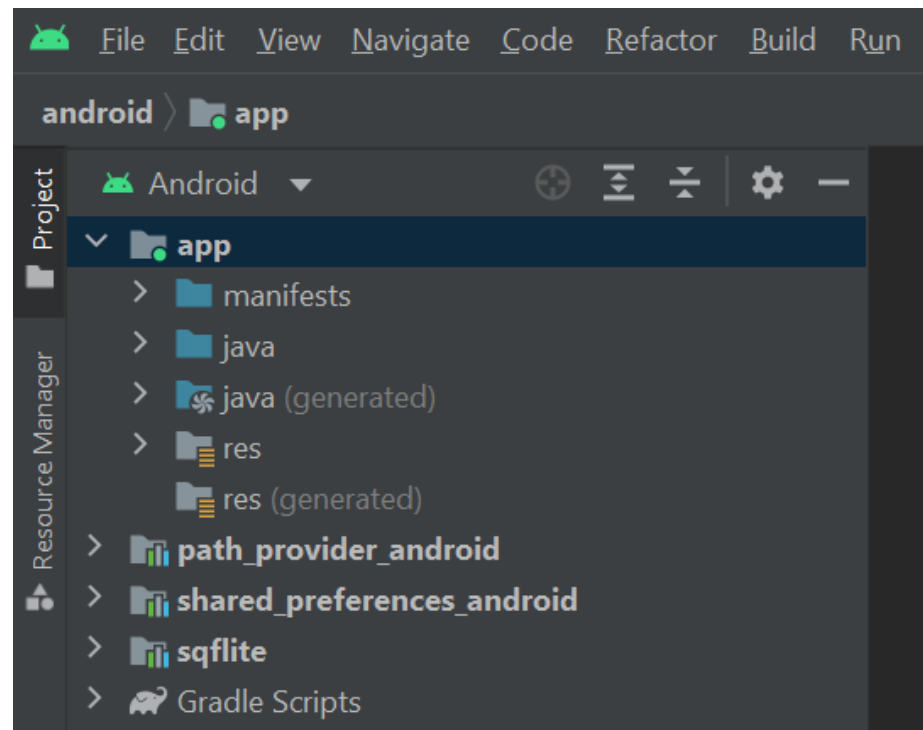 File Edit View Navigate Code Refactor Build Run
android app
Project
Android
app
manifests
java
java (generated)
res
res (generated)
Resource Manager
path_provider_android
shared_preferences_android
sqflite
Gradle Scripts